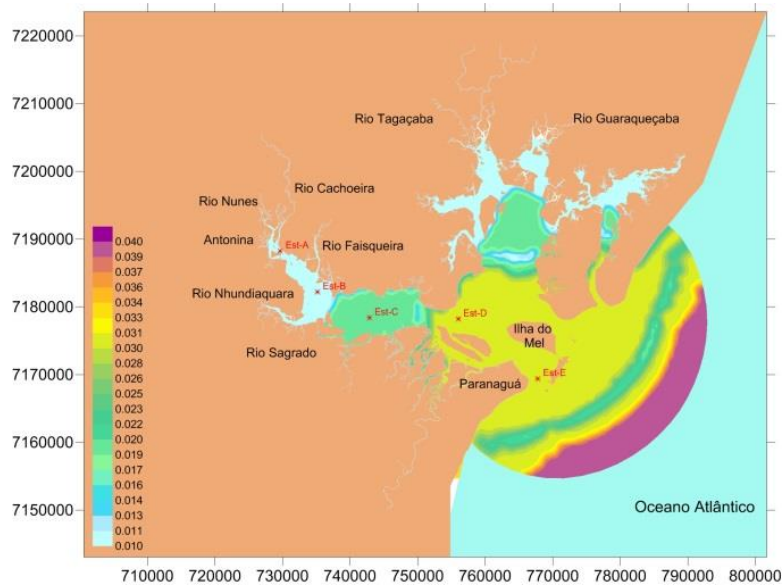 7220000
7210000
7200000
7190000
7180000
7170000
7160000
7150000
Rio Tagaçaba
Rio Guaraqueçaba
Rio Cachoeira
Rio Nunes
Antonina
Est-A
Rio Faisqueira
Rio Nhundiaquara
Est-B
Est-C
Est-D
Rio Sagrado
Ilha do
Mel
Paranaguá
Est-E
Oceano Atlântico
0.040
0.039
0.037
0.036
0.034
0.033
0.031
0.030
0.028
0.026
0.025
0.023
0.022
0.020
0.019
0.017
0.016
0.014
0.013
0.011
0.010
710000 720000 730000 740000 750000 760000 770000 780000 790000 800000